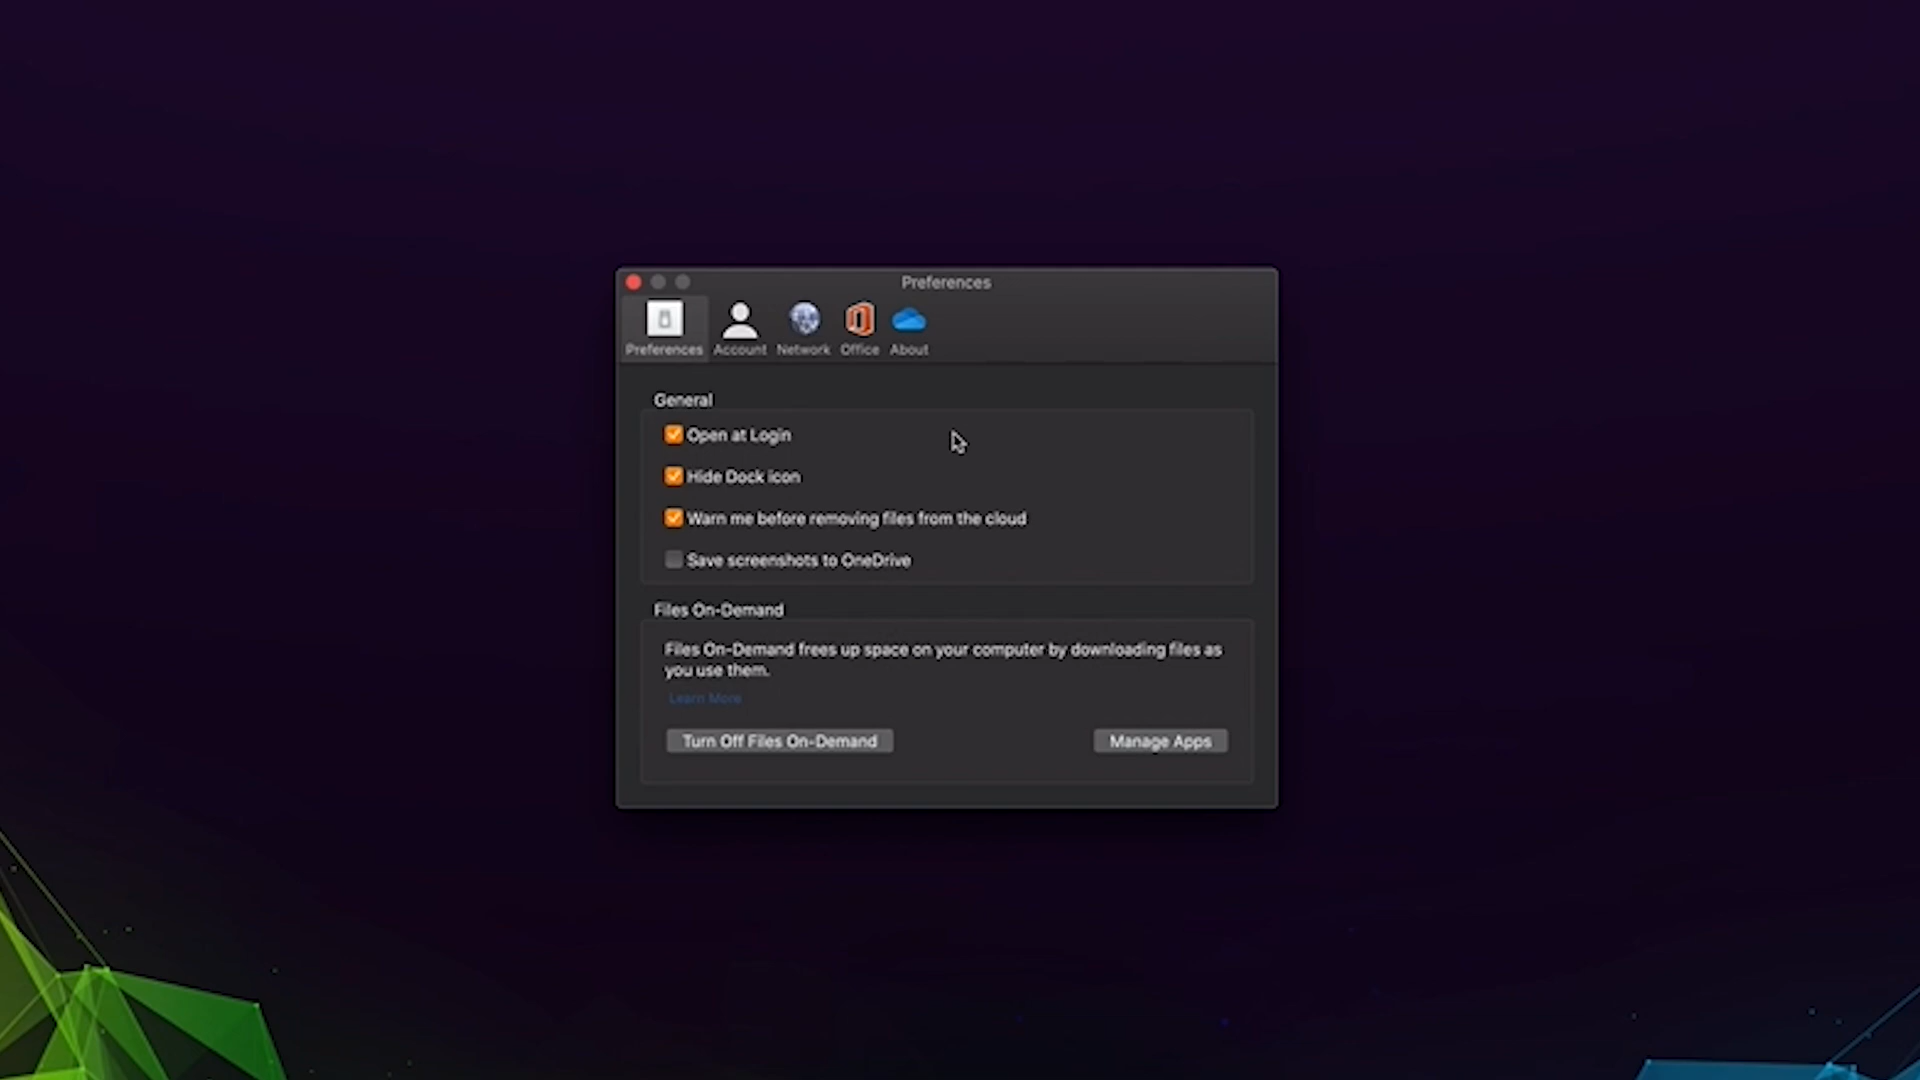 Preferences
Preferences
Account
Network
Office
About
General
Open at Login
Hide Dock icon
Warn me before removing files from the cloud
Save screenshots to OneDrive
Files On-Demand
Files On-Demand frees up space on your computer by downloading files as
you use them.
Learn More
Turn Off Files On-Demand
Manage Apps